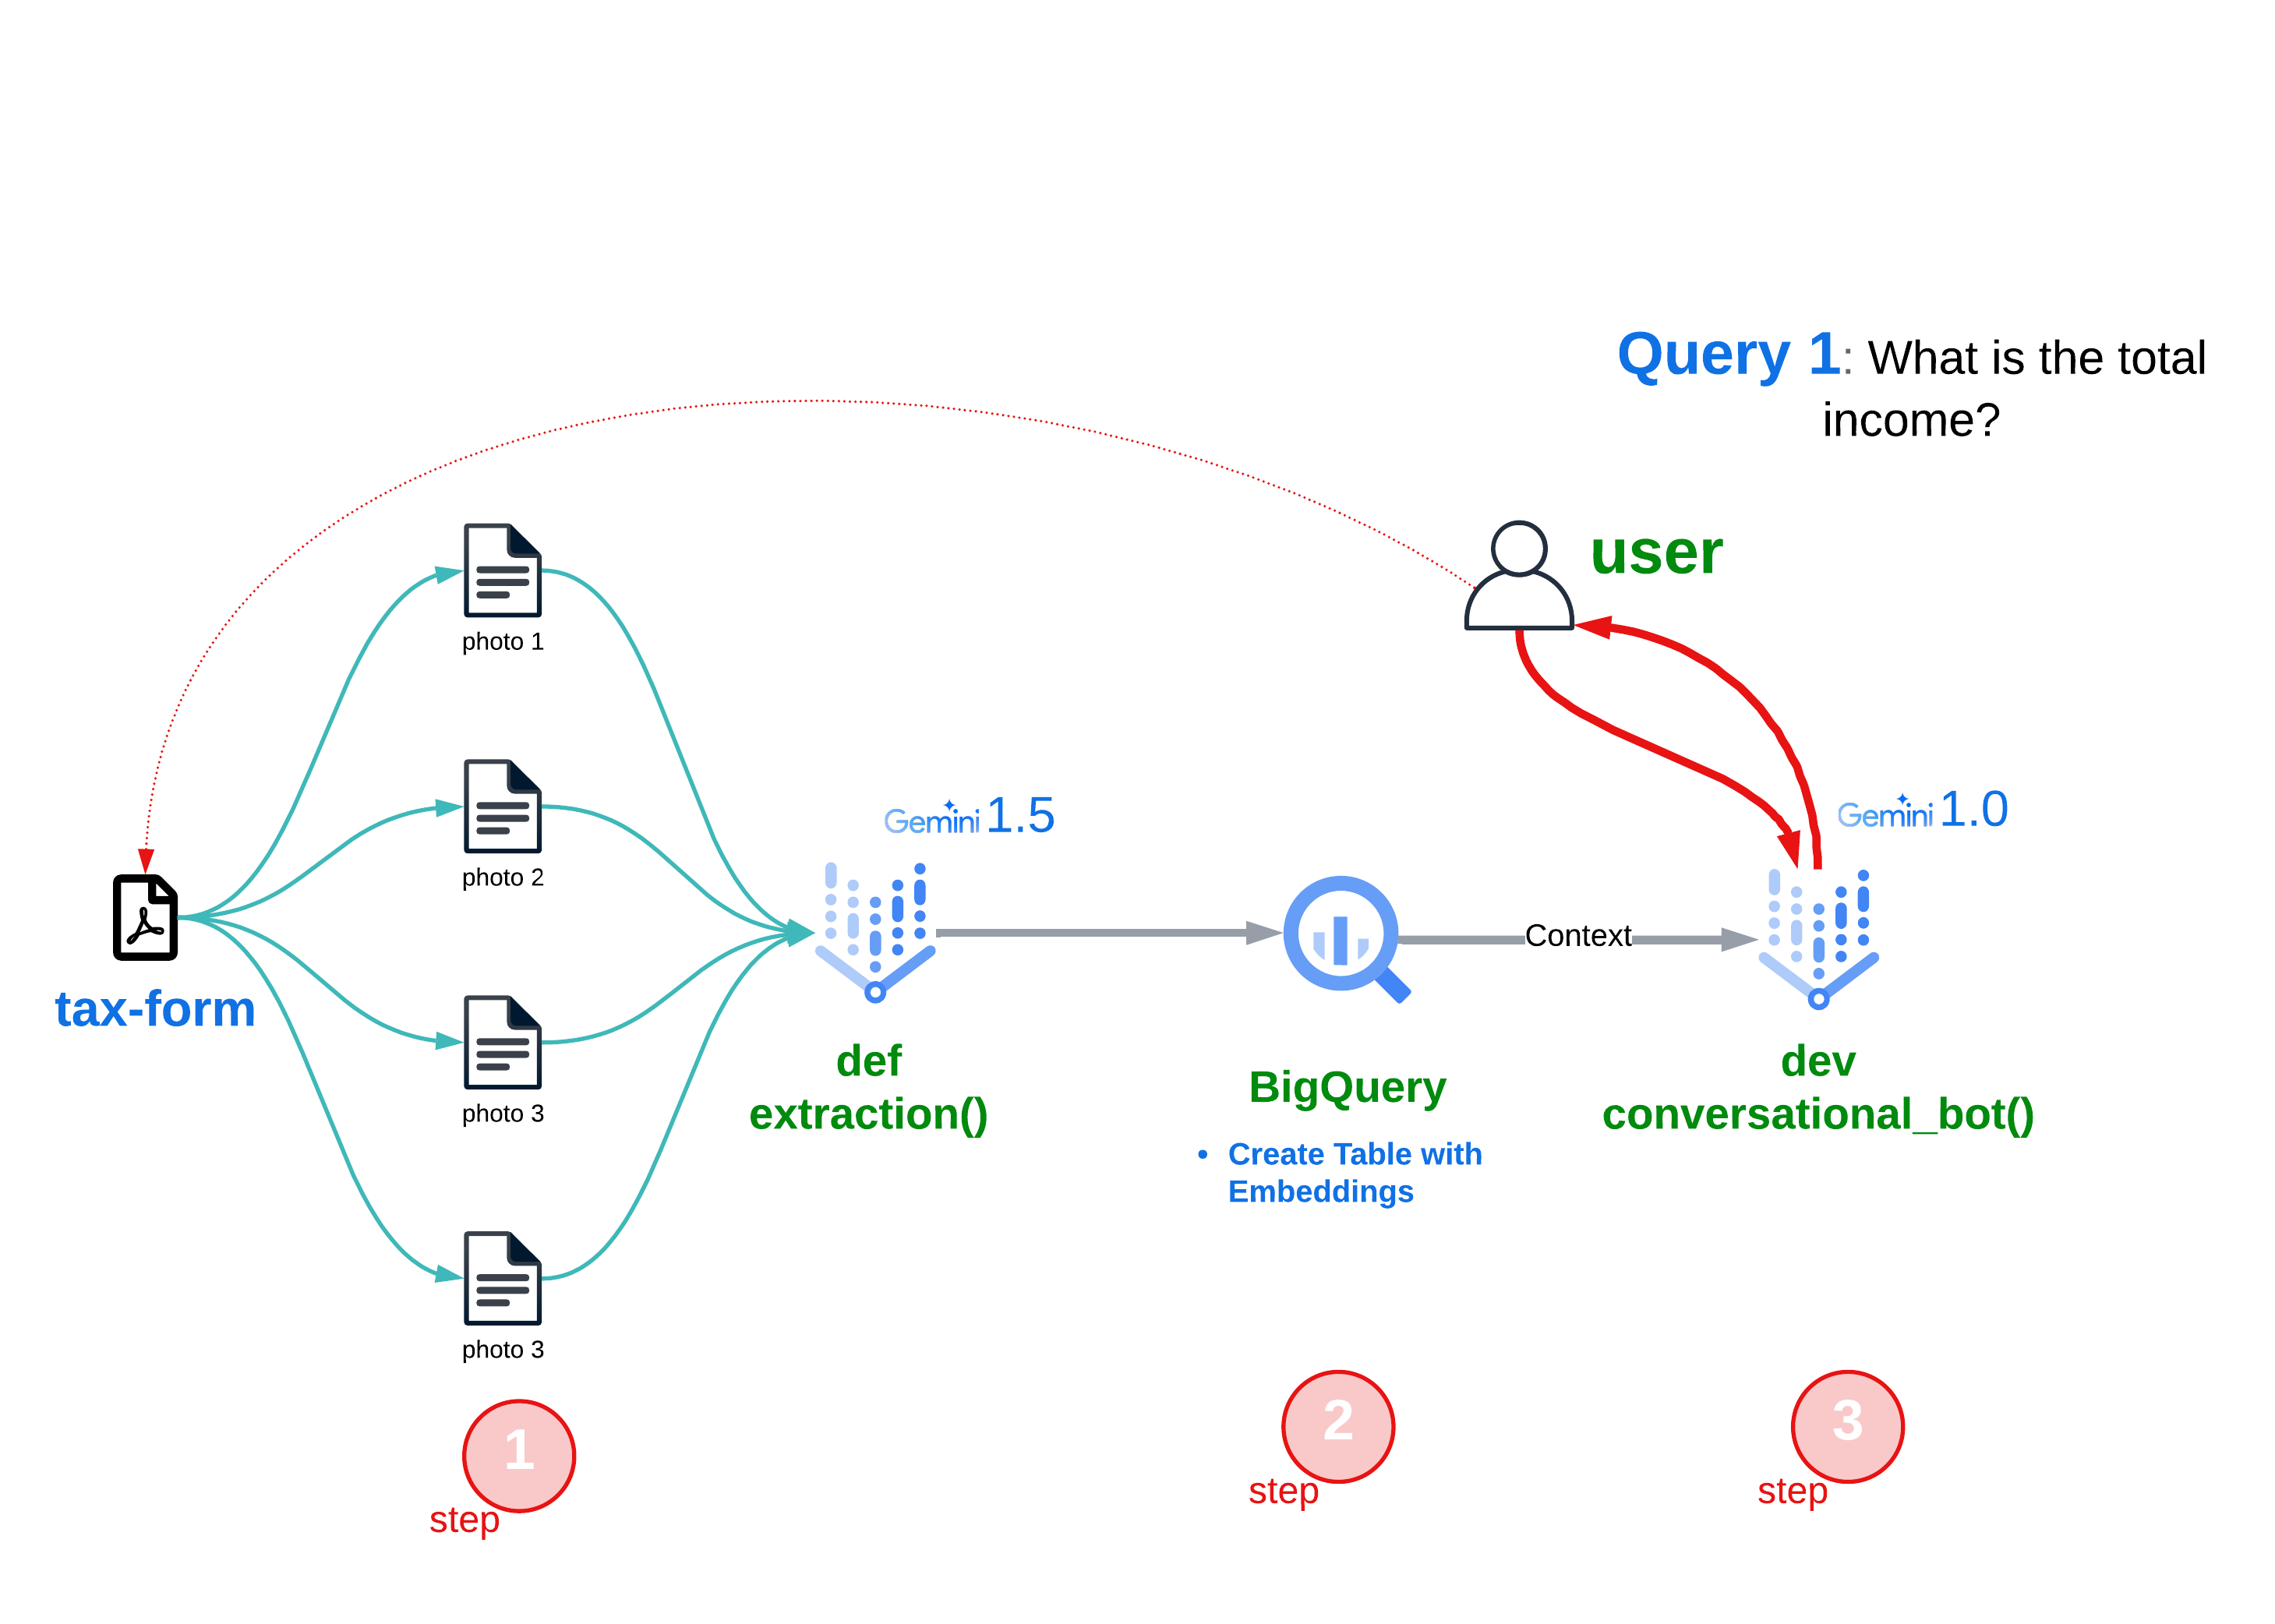 Query 1: What is the total
income?
user
photo 1
photo 2
Gemini 1.5
Gemini 1.0
Context
tax-form
photo 3
def
extraction()
BigQuery
• Create Table with
Embeddings
dev
conversational_bot()
photo 3
1
step
2
step
3
step